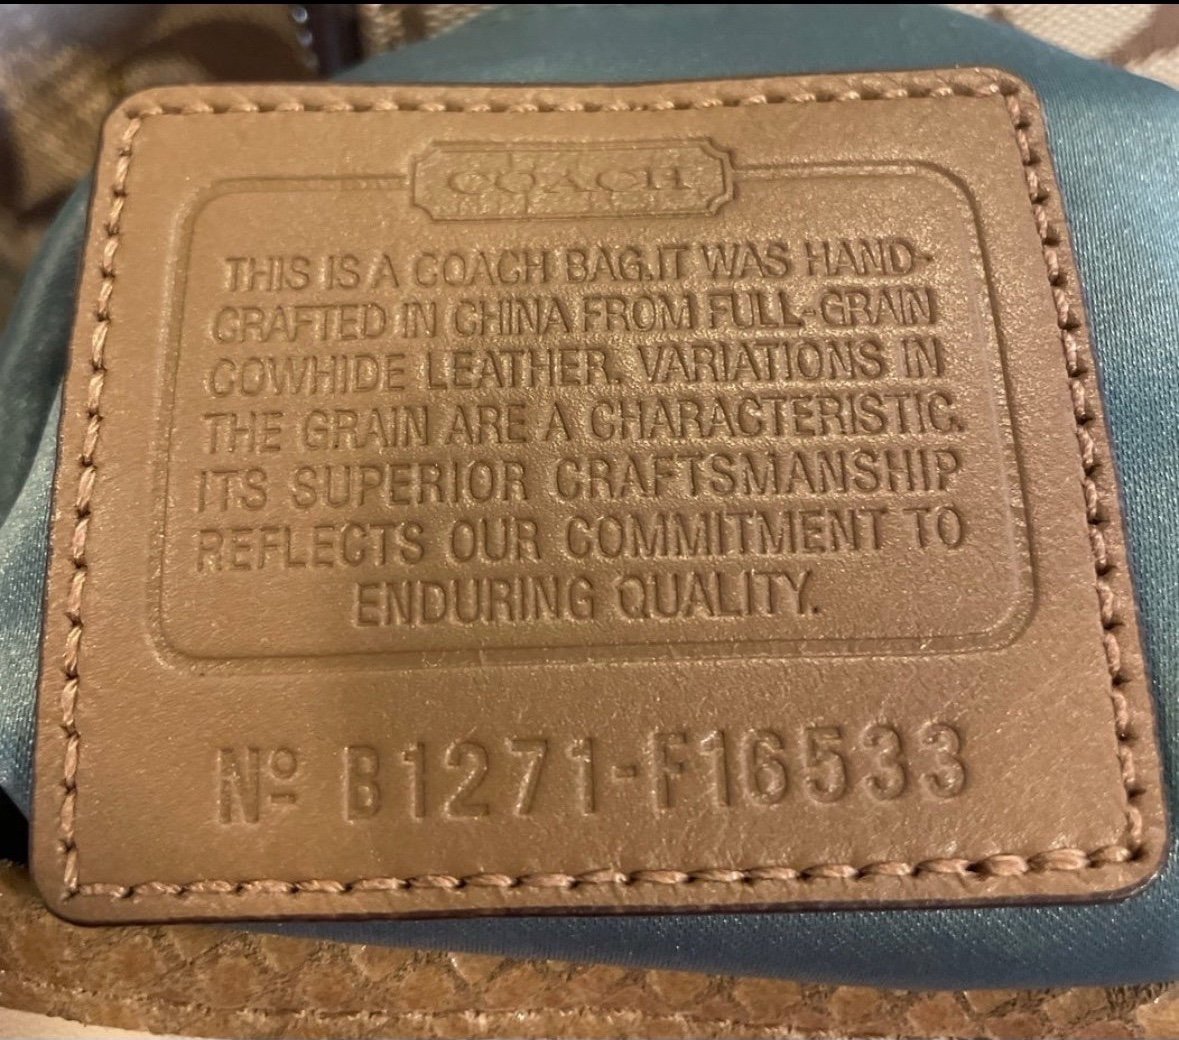 COACH
THIS IS A COACH BAG.IT WAS HAND-
CRAFTED IN CHINA FROM FULL-GRAIN
COWHIDE LEATHER. VARIATIONS IN
THE GRAIN ARE A CHARACTERISTIC.
ITS SUPERIOR CRAFTSMANSHIP
REFLECTS OUR COMMITMENT TO
ENDURING QUALITY.
Nº B1271-F16533